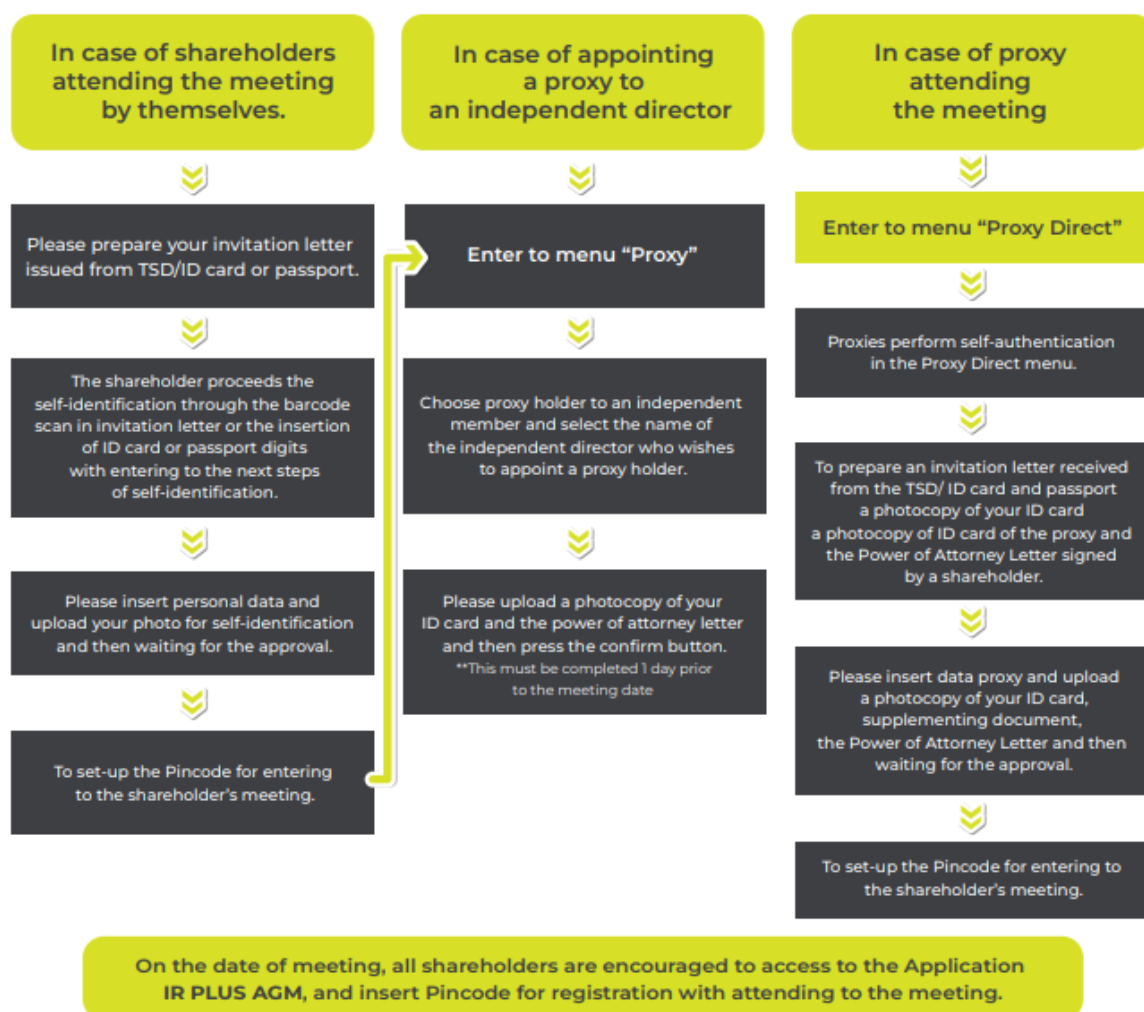 In case of shareholders
attending the meeting
by themselves.
Please prepare your invitation letter
issued from TSD/ID card or passport.
The shareholder proceeds the
self-identification through the barcode
scan in invitation letter or the insertion
of ID card or passport digits
with entering to the next steps
of self-identification.
Please insert personal data and
upload your photo for self-identification
and then waiting for the approval.
To set-up the Pincode for entering
to the shareholder's meeting.
In case of appointing
a proxy to
an independent director
Enter to menu “Proxy”
Choose proxy holder to an independent
member and select the name of
the independent director who wishes
to appoint a proxy holder.
Please upload a photocopy of your
ID card and the power of attorney letter
and then press the confirm button.
**This must be completed 1 day prior
to the meeting date
In case of proxy
attending
the meeting
Enter to menu “Proxy Direct”
Proxies perform self-authentication
in the Proxy Direct menu.
To prepare an invitation letter received
from the TSD/ ID card and passport
a photocopy of your ID card
a photocopy of ID card of the proxy and
the Power of Attorney Letter signed
by a shareholder.
Please insert data proxy and upload
a photocopy of your ID card,
supplementing document,
the Power of Attorney Letter and then
waiting for the approval.
To set-up the Pincode for entering to
the shareholder's meeting.
On the date of meeting, all shareholders are encouraged to access to the Application
IR PLUS AGM, and insert Pincode for registration with attending to the meeting.